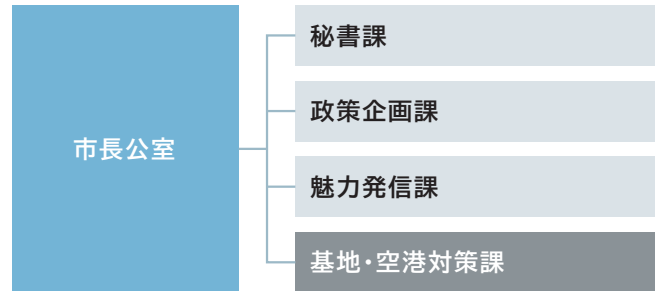 市長公室
秘書課
政策企画課
魅力発信課
基地・空港対策課